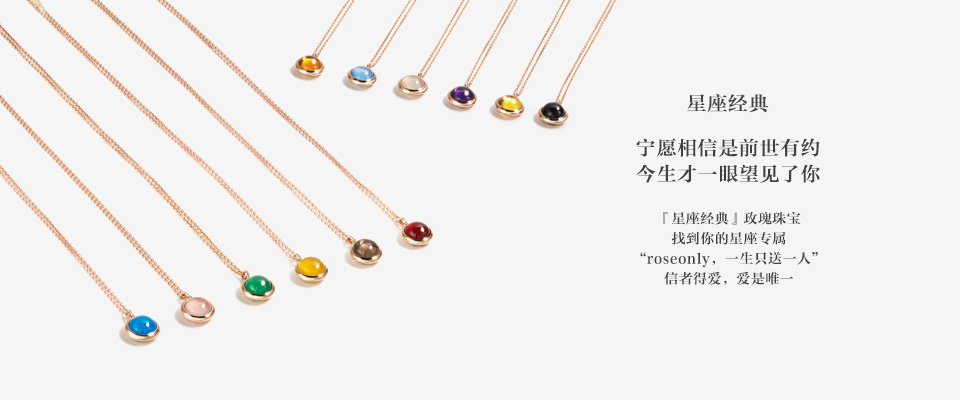 星座经典
宁愿相信是前世有约
今生才一眼望见了你
『星座经典』玫瑰珠宝
找到你的星座专属
“roseonly，一生只送一人”
信者得爱，爱是唯一